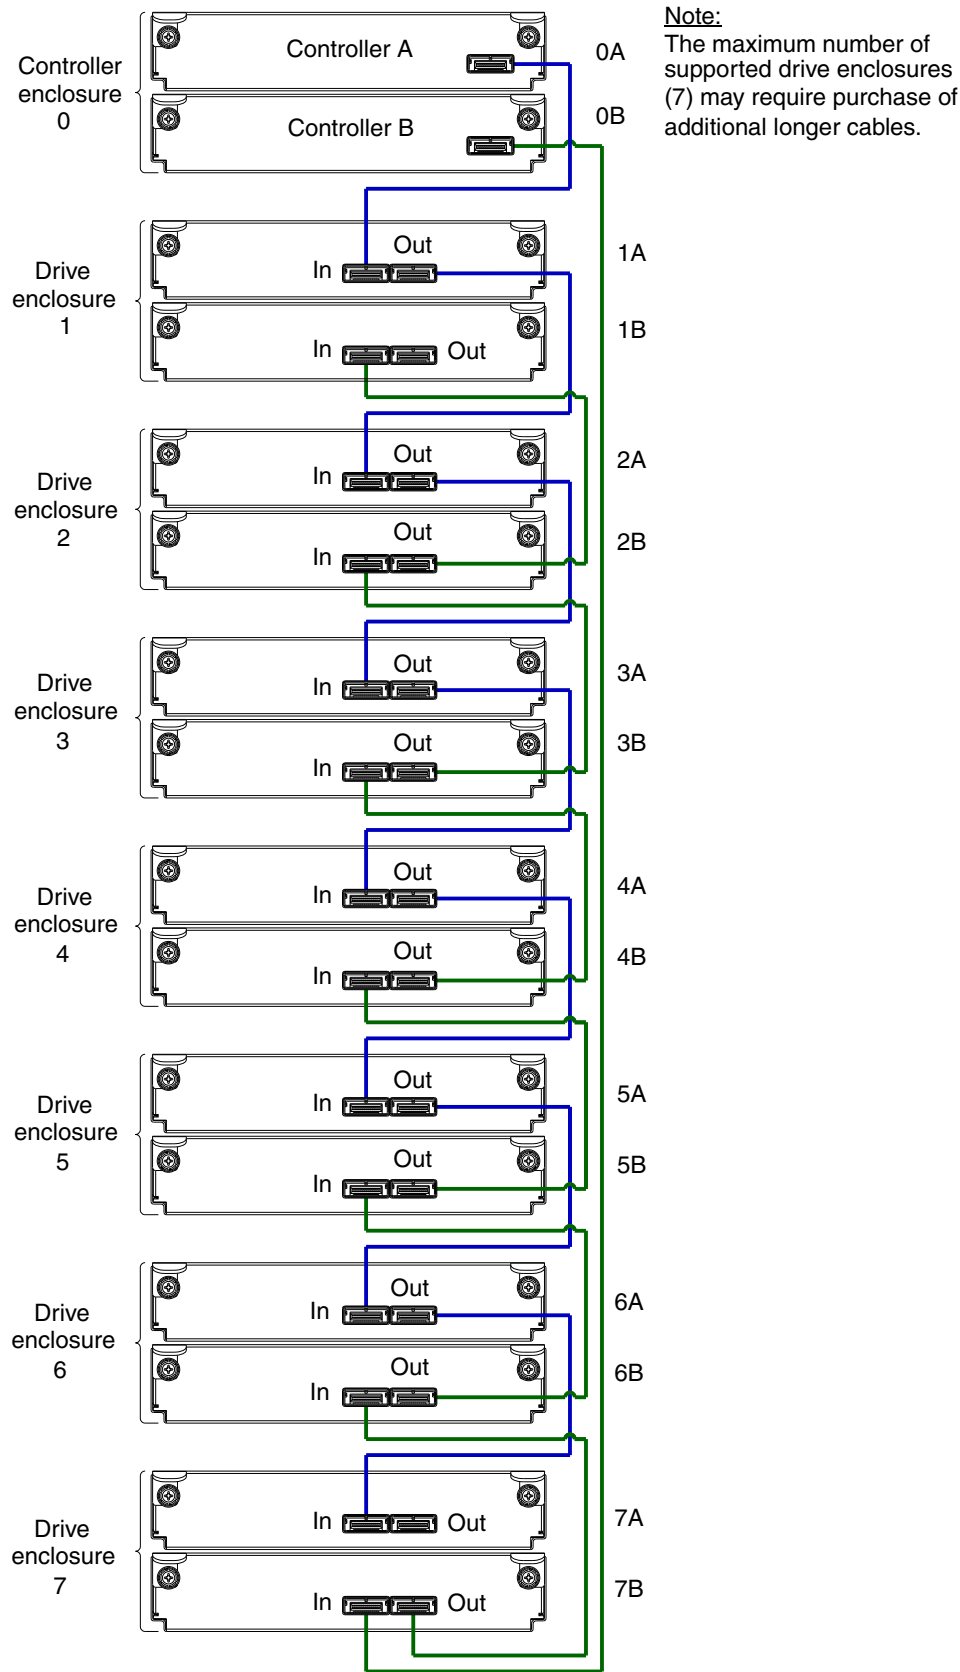 Note:
The maximum number of
supported drive enclosures
(7) may require purchase of
additional longer cables.
Controller
enclosure
0
Controller A
0A
Controller B
0B
Drive
enclosure
1
In
Out
1A
In
Out
1B
Drive
enclosure
2
In
Out
2A
In
Out
2B
Drive
enclosure
3
In
Out
3A
In
Out
3B
Drive
enclosure
4
In
Out
4A
In
Out
4B
Drive
enclosure
5
In
Out
5A
In
Out
5B
Drive
enclosure
6
In
Out
6A
In
Out
6B
Drive
enclosure
7
In
Out
7A
In
Out
7B